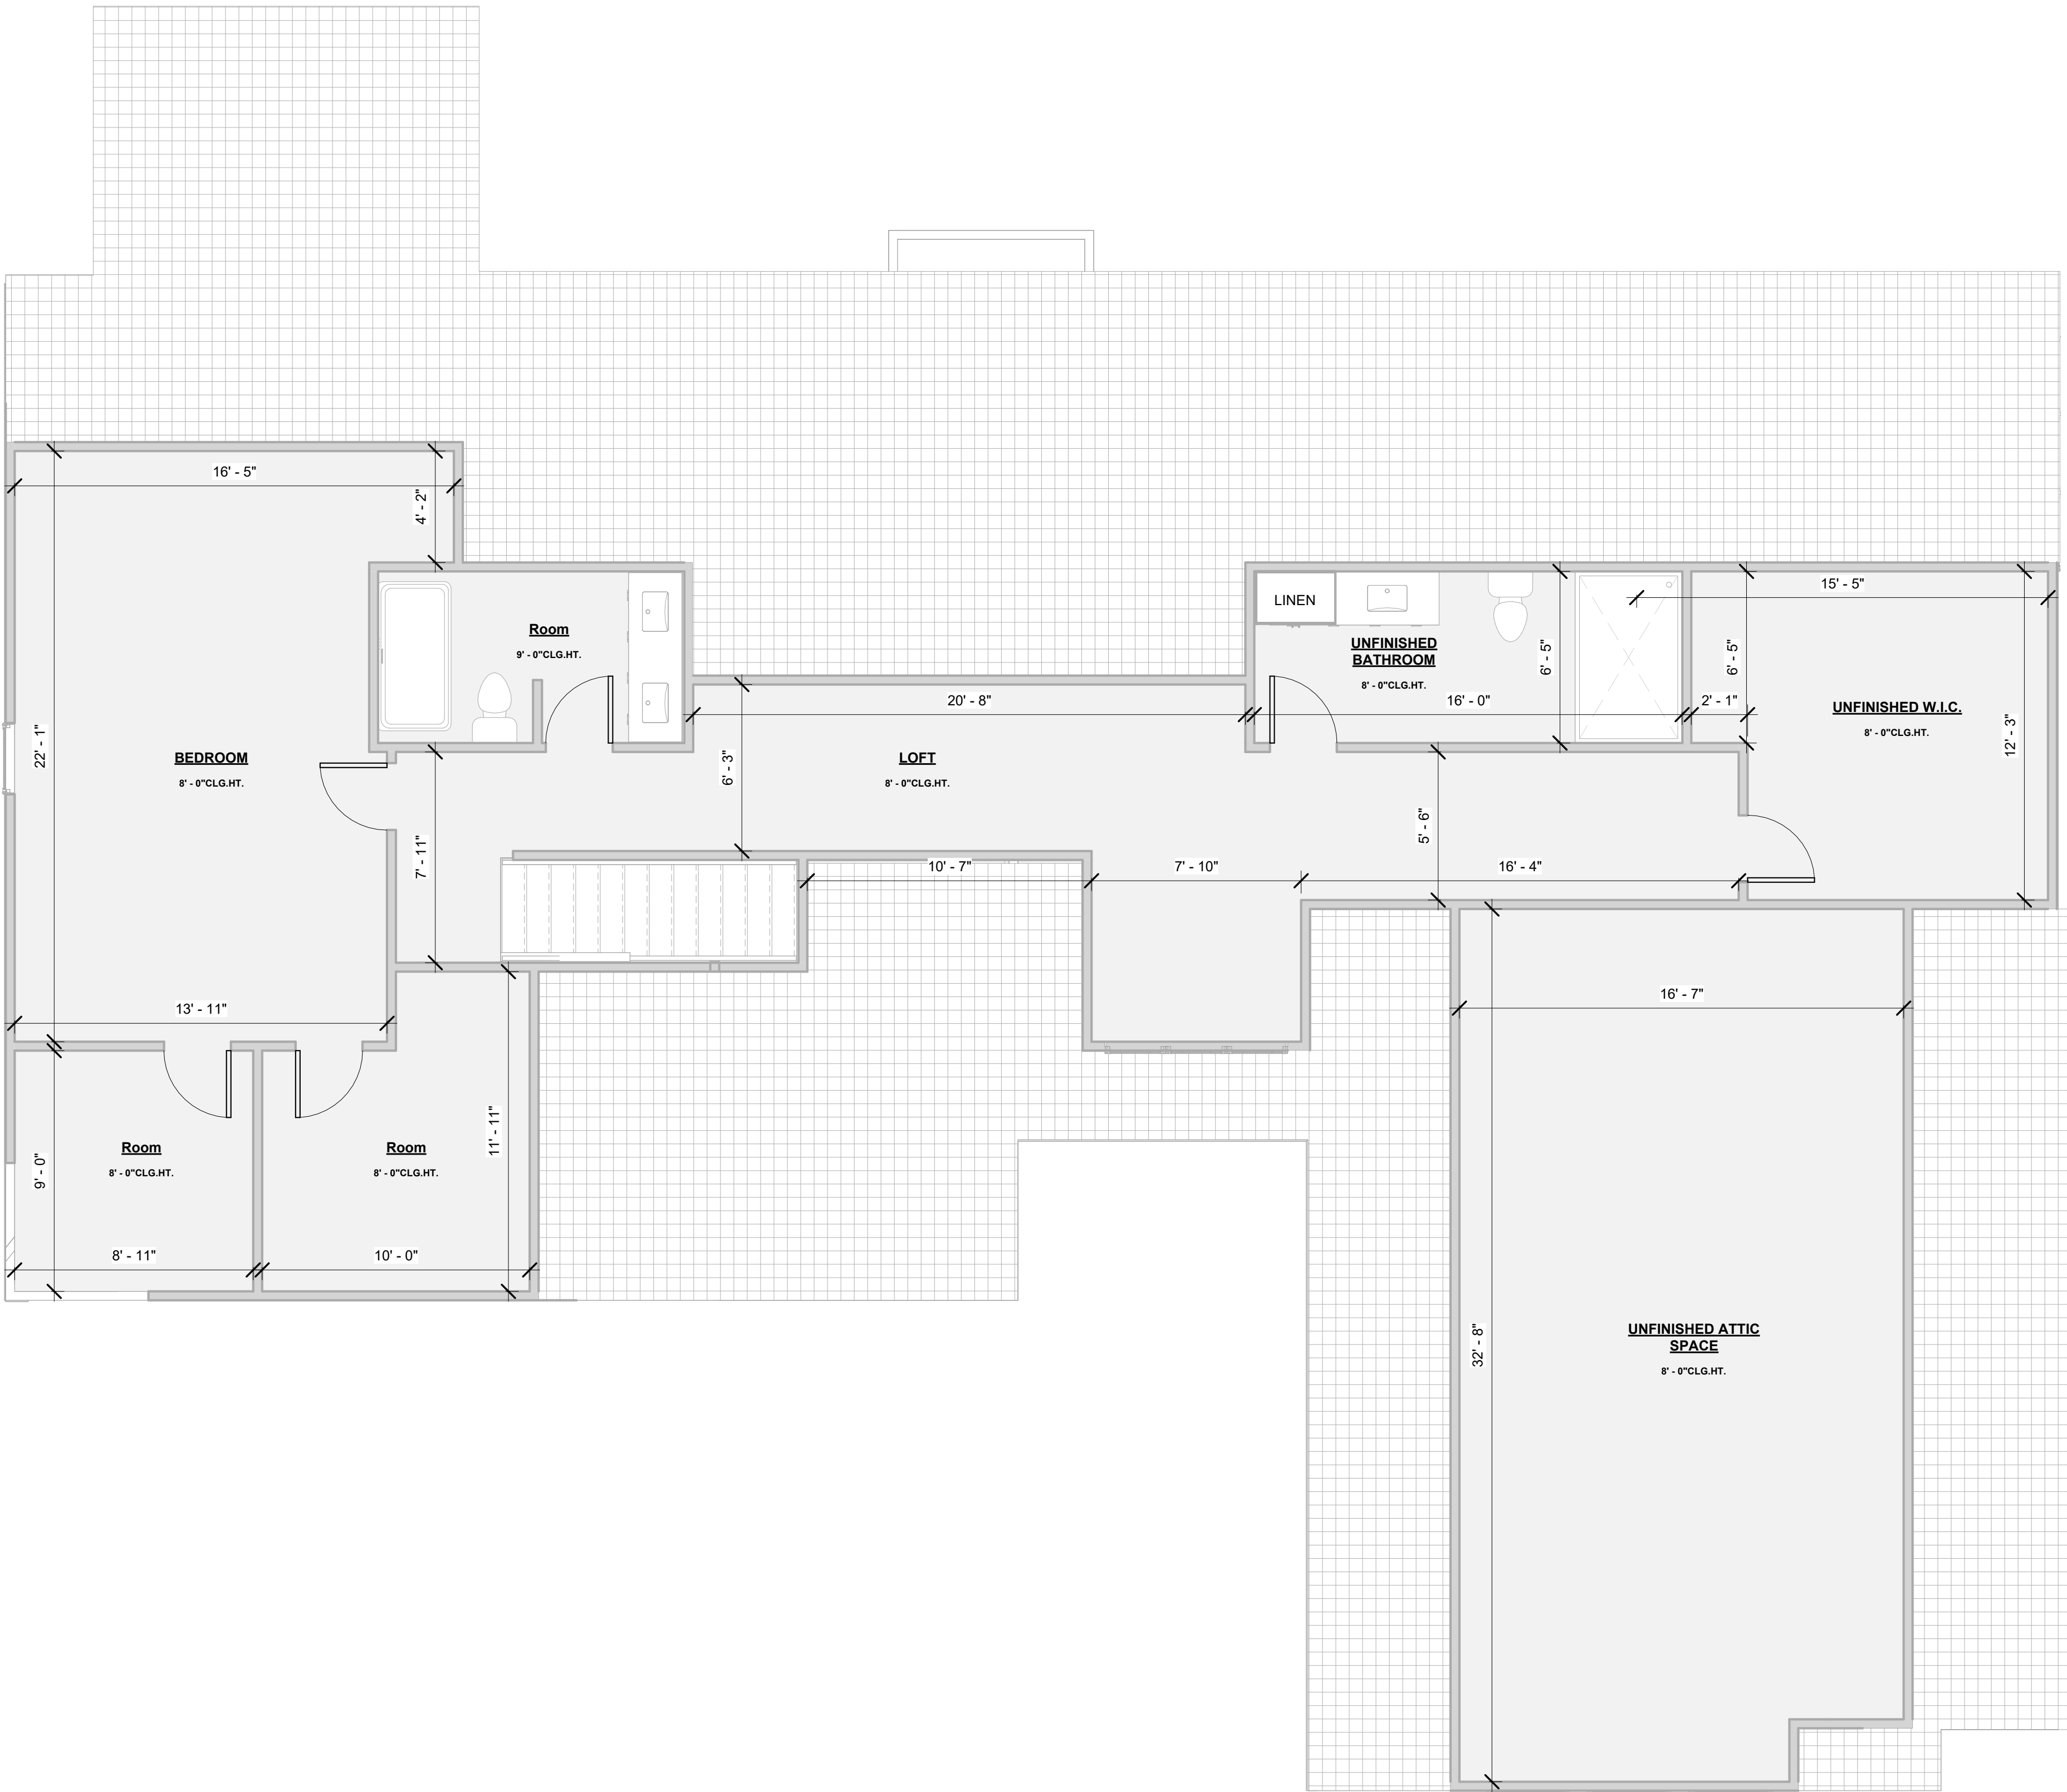 16' - 5"
4' - 2"
22' - 1"
BEDROOM
8' - 0"CLG.HT.
Room
9' - 0"CLG.HT.
LINEN
UNFINISHED
BATHROOM
8' - 0"CLG.HT.
6' - 5"
16' - 0"
15' - 5"
6' - 5"
2' - 1"
UNFINISHED W.I.C.
8' - 0"CLG.HT.
12' - 3"
20' - 8"
6' - 3"
LOFT
8' - 0"CLG.HT.
7' - 11"
5' - 6"
10' - 7"
7' - 10"
16' - 4"
13' - 11"
16' - 7"
Room
8' - 0"CLG.HT.
9' - 0"
8' - 11"
Room
8' - 0"CLG.HT.
11' - 11"
10' - 0"
32' - 8"
UNFINISHED ATTIC
SPACE
8' - 0"CLG.HT.